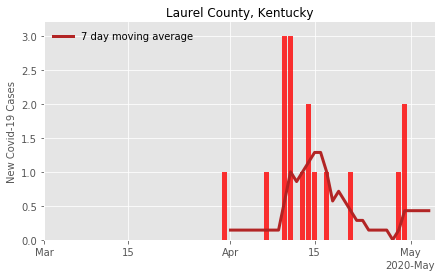 Laurel County, Kentucky
7 day moving average
New Covid-19 Cases
3.0
2.5
2.0
1.5
1.0
0.5
0.0
Mar 15 Apr 15 May
2020-May